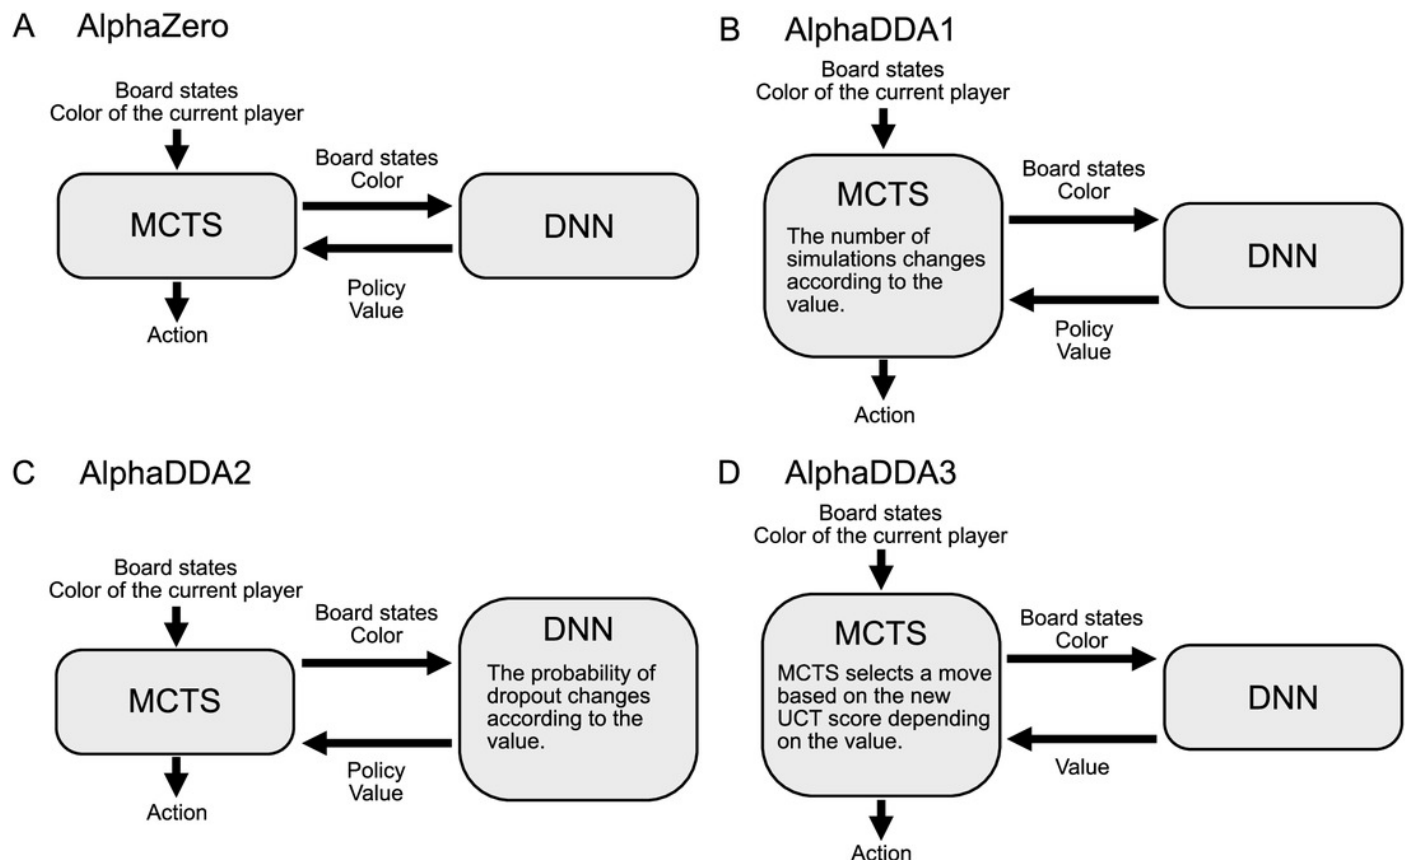 A AlphaZero
Board states
Color of the current player
Board states
Color
MCTS
DNN
Policy
Value
Action
B AlphaDDA1
Board states
Color of the current player
MCTS
The number of
simulations changes
according to the
value.
Board states
Color
DNN
Policy
Value
Action
C AlphaDDA2
Board states
Color of the current player
Board states
Color
MCTS
DNN
The probability of
dropout changes
according to the
value.
Policy
Value
Action
D AlphaDDA3
Board states
Color of the current player
MCTS
MCTS selects a move
based on the new
UCT score depending
on the value.
Board states
Color
DNN
Value
Action